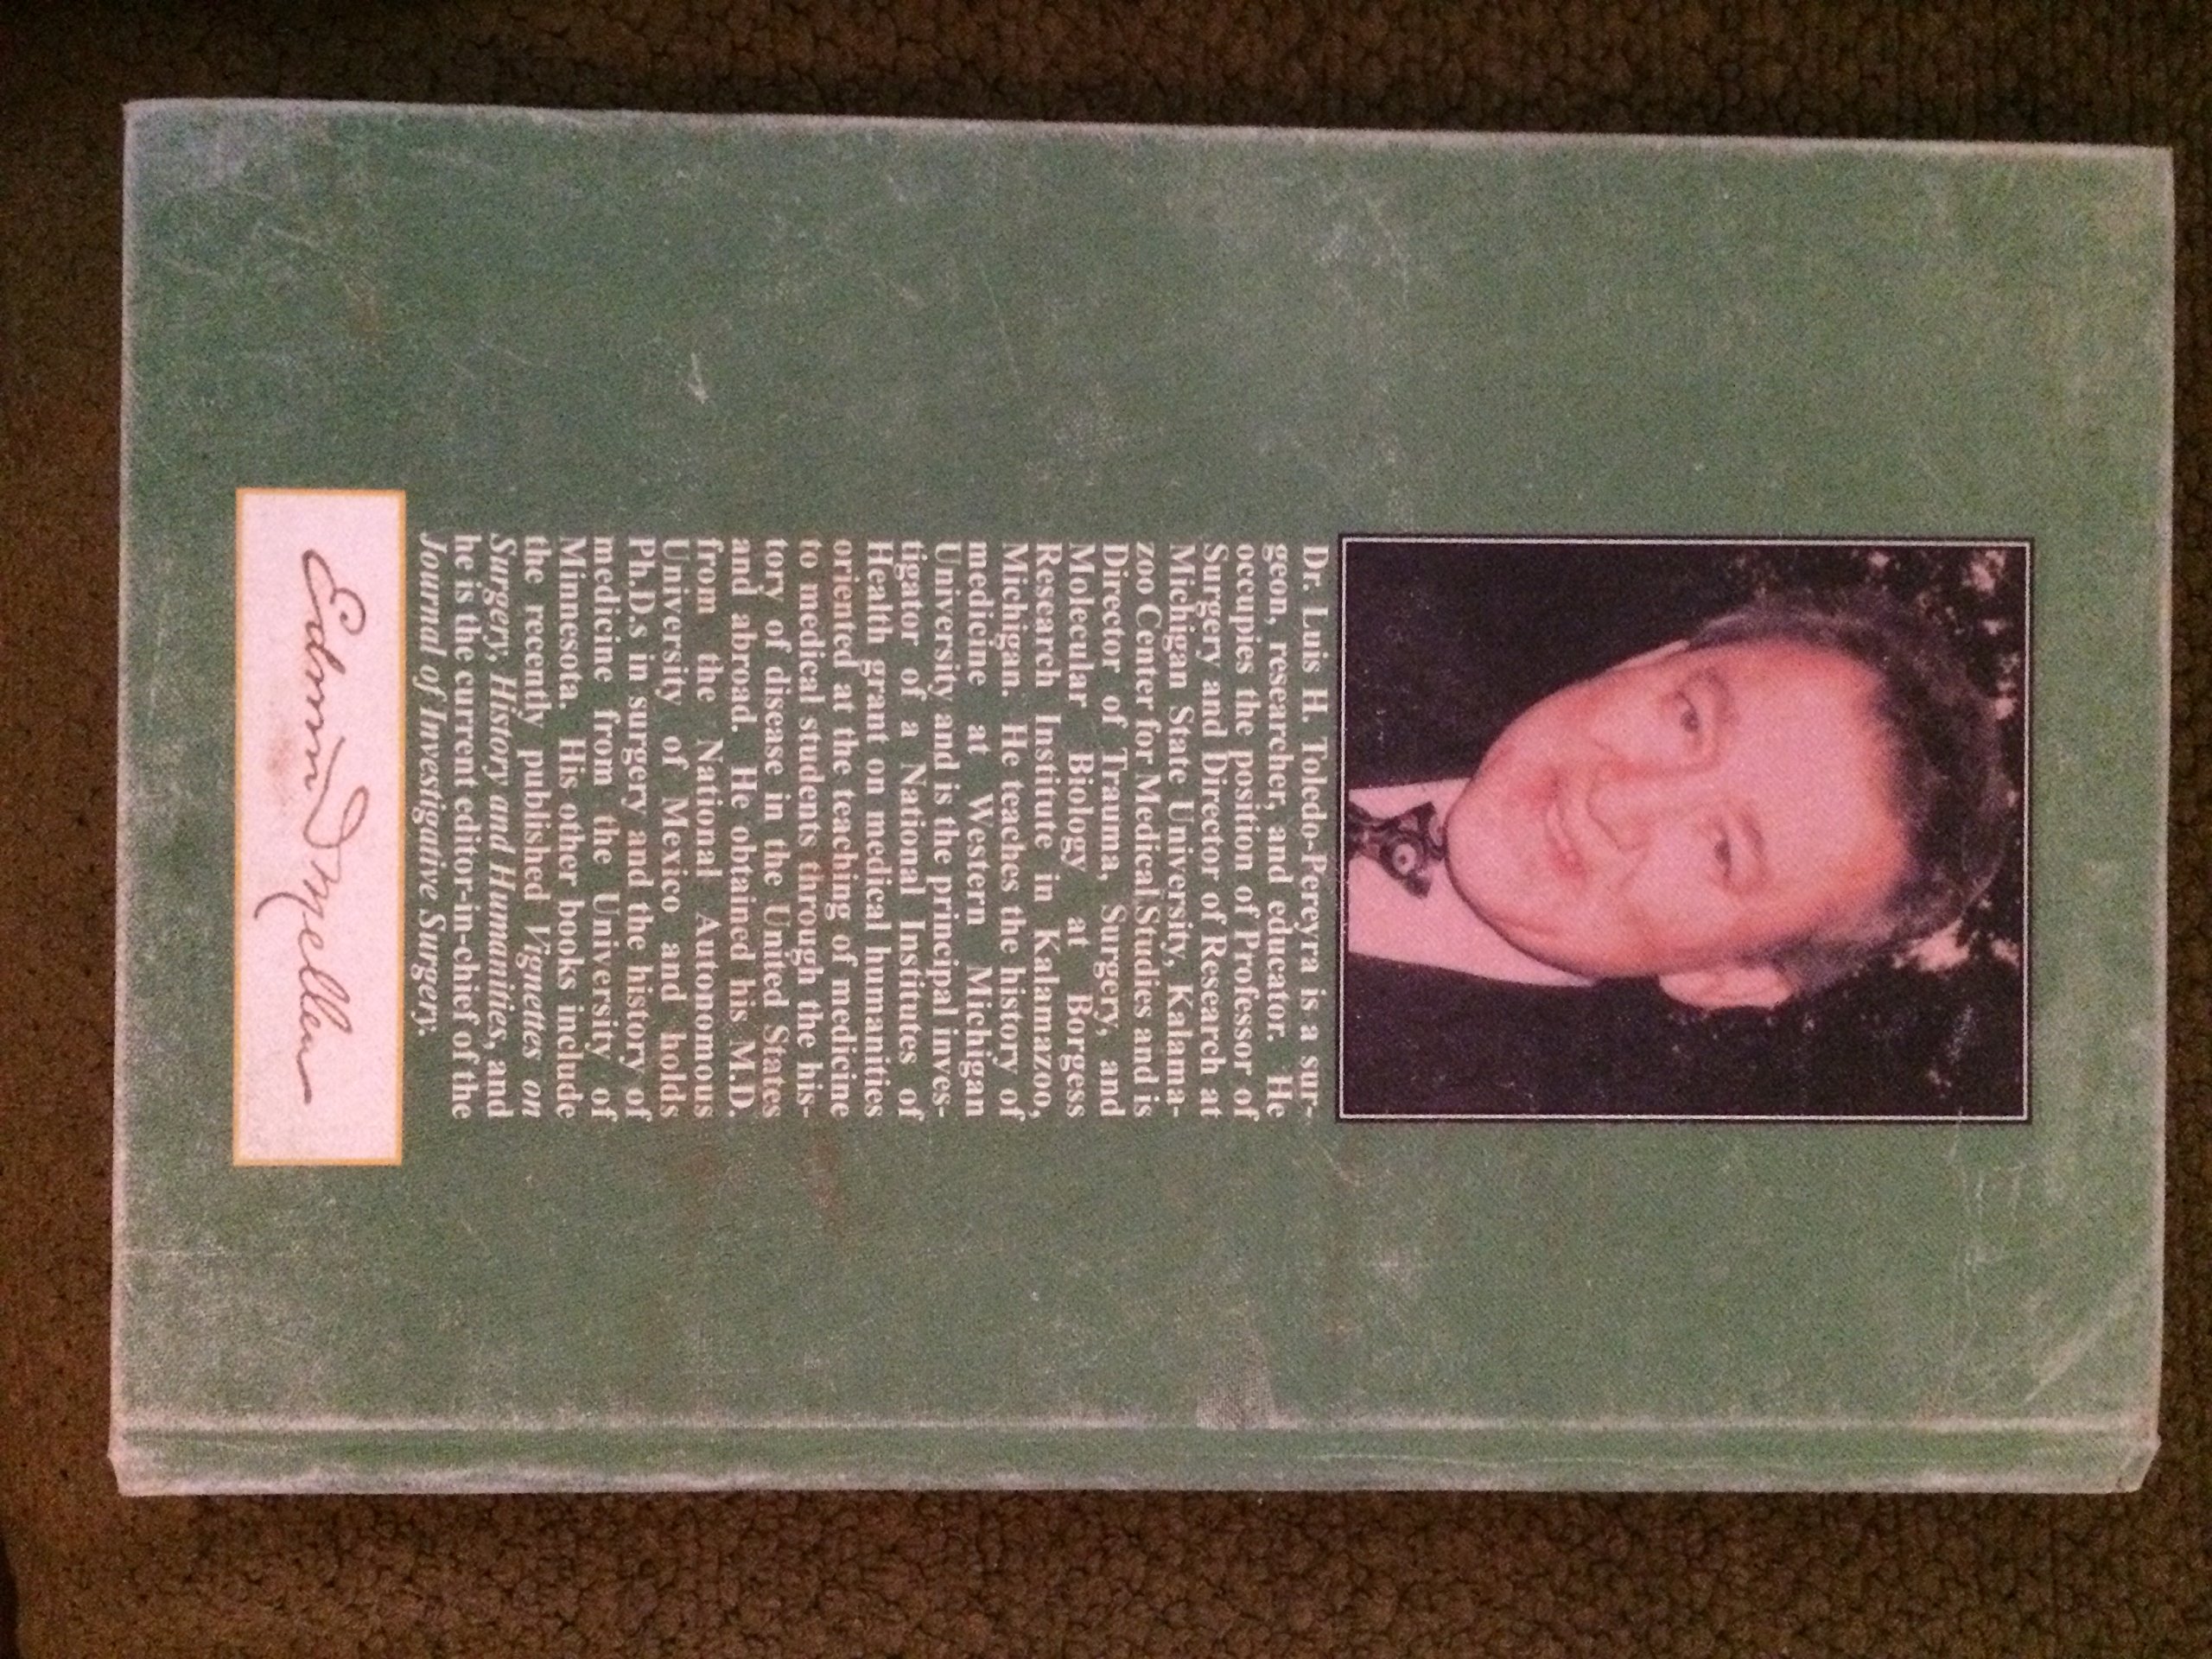 Dr. Luis H. Toledo-Pereyra is a sur-
geon, researcher, and educator. He
occupies the position of Professor of
Surgery and Director of Research at
Michigan State University, Kalama-
zoo Center for Medical Studies and is
Director of Trauma, Surgery, and
Molecular Biology at Borgess
Research Institute in Kalamazoo,
Michigan. He teaches the history of
medicine at Western Michigan
University and is the principal inves-
tigator of a National Institutes of
Health grant on medical humanities
oriented at the teaching of medicine
to medical students through the his-
tory of disease in the United States
and abroad. He obtained his M.D.
from the National Autonomous
University of Mexico and holds
Ph.D.s in surgery and the history of
medicine from the University of
Minnesota. His other books include
the recently published Vignettes on
Surgery, History and Humanities, and
he is the current editor-in-chief of the
Journal of Investigative Surgery.
Edwin Mellen